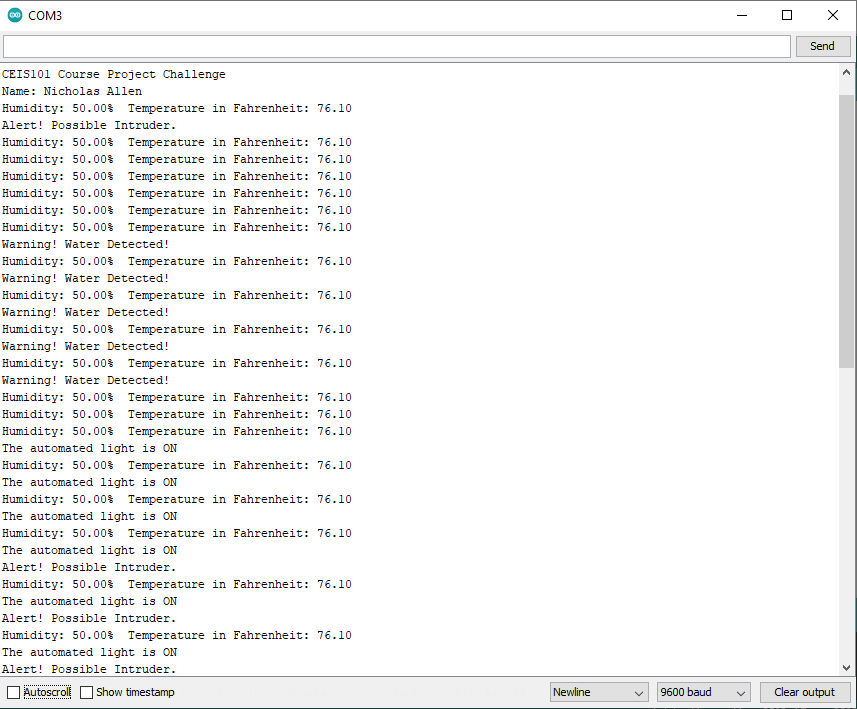 COM3
Send
CEIS101 Course Project Challenge
Name: Nicholas Allen
Humidity: 50.00%  Temperature in Fahrenheit: 76.10
Alert! Possible Intruder.
Humidity: 50.00%  Temperature in Fahrenheit: 76.10
Humidity: 50.00%  Temperature in Fahrenheit: 76.10
Humidity: 50.00%  Temperature in Fahrenheit: 76.10
Humidity: 50.00%  Temperature in Fahrenheit: 76.10
Humidity: 50.00%  Temperature in Fahrenheit: 76.10
Humidity: 50.00%  Temperature in Fahrenheit: 76.10
Warning! Water Detected!
Humidity: 50.00%  Temperature in Fahrenheit: 76.10
Warning! Water Detected!
Humidity: 50.00%  Temperature in Fahrenheit: 76.10
Warning! Water Detected!
Humidity: 50.00%  Temperature in Fahrenheit: 76.10
Warning! Water Detected!
Humidity: 50.00%  Temperature in Fahrenheit: 76.10
Warning! Water Detected!
Humidity: 50.00%  Temperature in Fahrenheit: 76.10
Humidity: 50.00%  Temperature in Fahrenheit: 76.10
Humidity: 50.00%  Temperature in Fahrenheit: 76.10
The automated light is ON
Humidity: 50.00%  Temperature in Fahrenheit: 76.10
The automated light is ON
Humidity: 50.00%  Temperature in Fahrenheit: 76.10
The automated light is ON
Humidity: 50.00%  Temperature in Fahrenheit: 76.10
The automated light is ON
Alert! Possible Intruder.
Humidity: 50.00%  Temperature in Fahrenheit: 76.10
The automated light is ON
Alert! Possible Intruder.
Humidity: 50.00%  Temperature in Fahrenheit: 76.10
The automated light is ON
Alert! Possible Intruder.
Autoscroll Show timestamp Newline 9600 baud Clear output